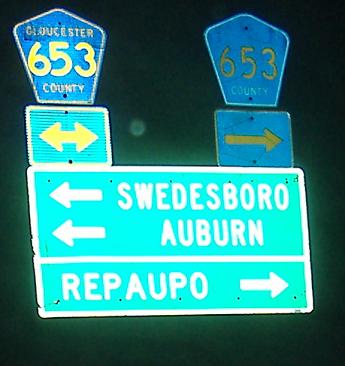 GLOUCESTER
653
COUNTY
653
COUNTY
SWEDESBORO
AUBURN
REPAUPO